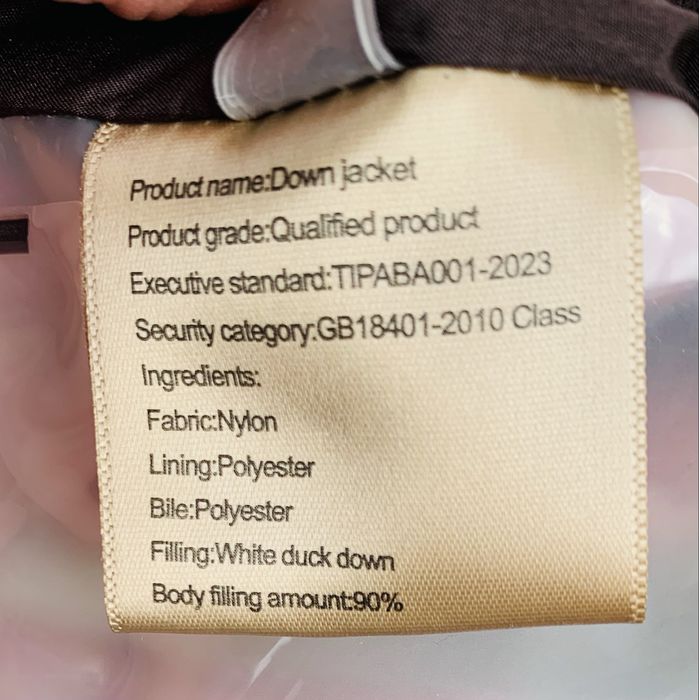 Product name:Down jacket
Product grade:Qualified product
Executive standard:TIPABA001-2023
Security category:GB18401-2010 Class
Ingredients:
Fabric:Nylon
Lining:Polyester
Bile:Polyester
Filling:White duck down
Body filling amount:90%